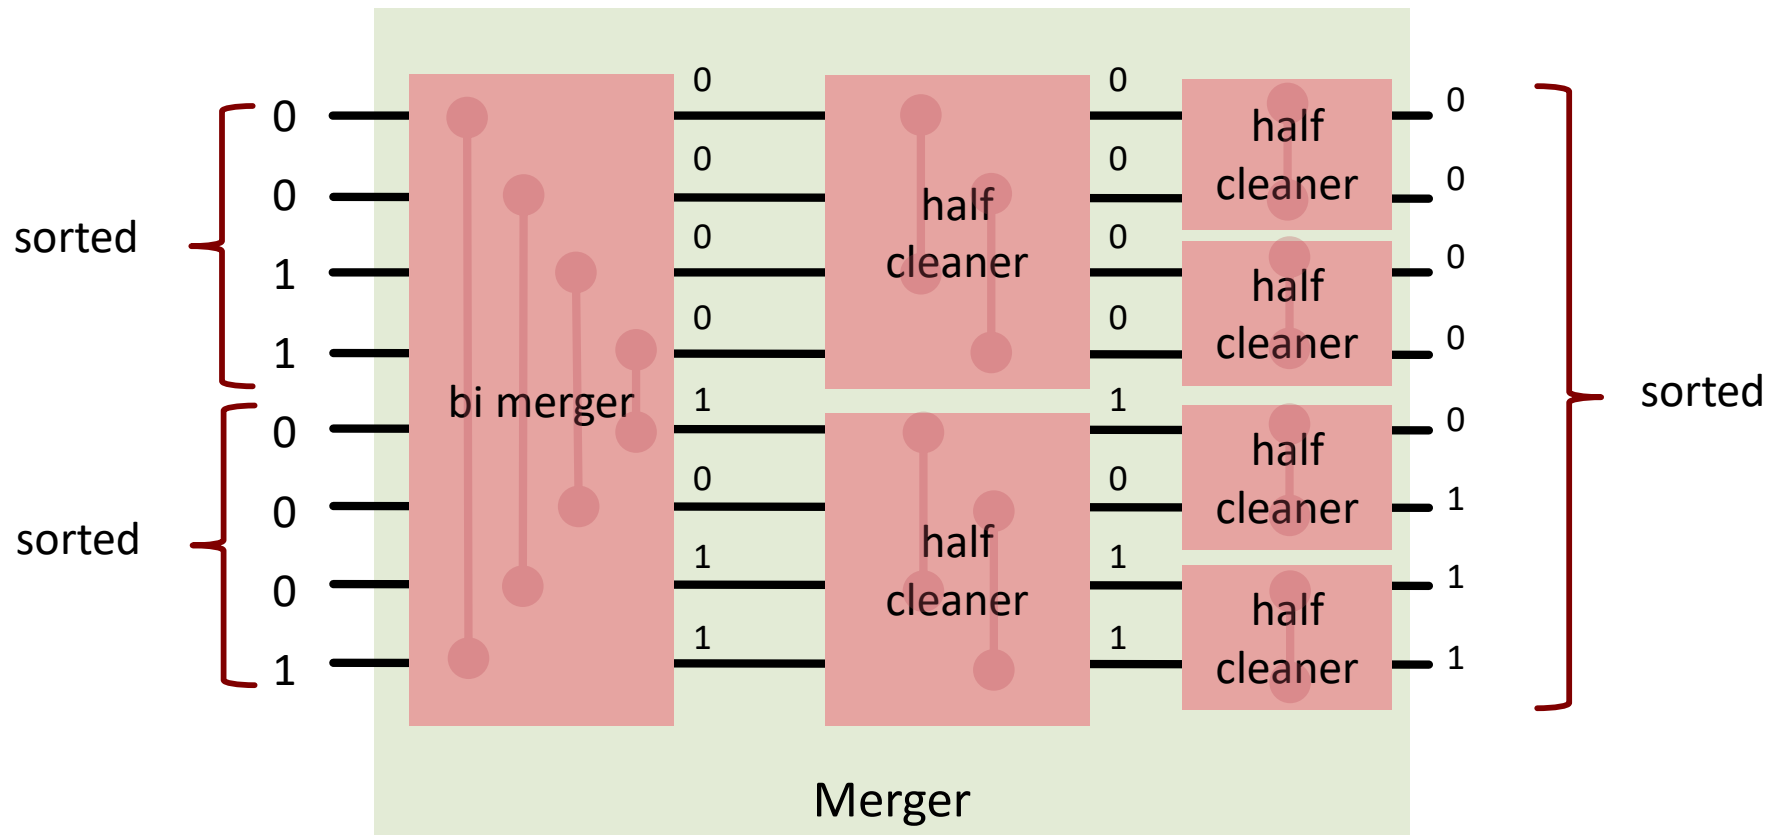 0 0 0 0
0 0 0 half cleaner 0
sorted 1 0 half cleaner 0 half cleaner 0
1 0 0 0
0 bi merger 1 1 half cleaner 0 sorted
sorted 0 0 0 1
0 1 half cleaner 1 half cleaner 1
1 1 1 1
Merger